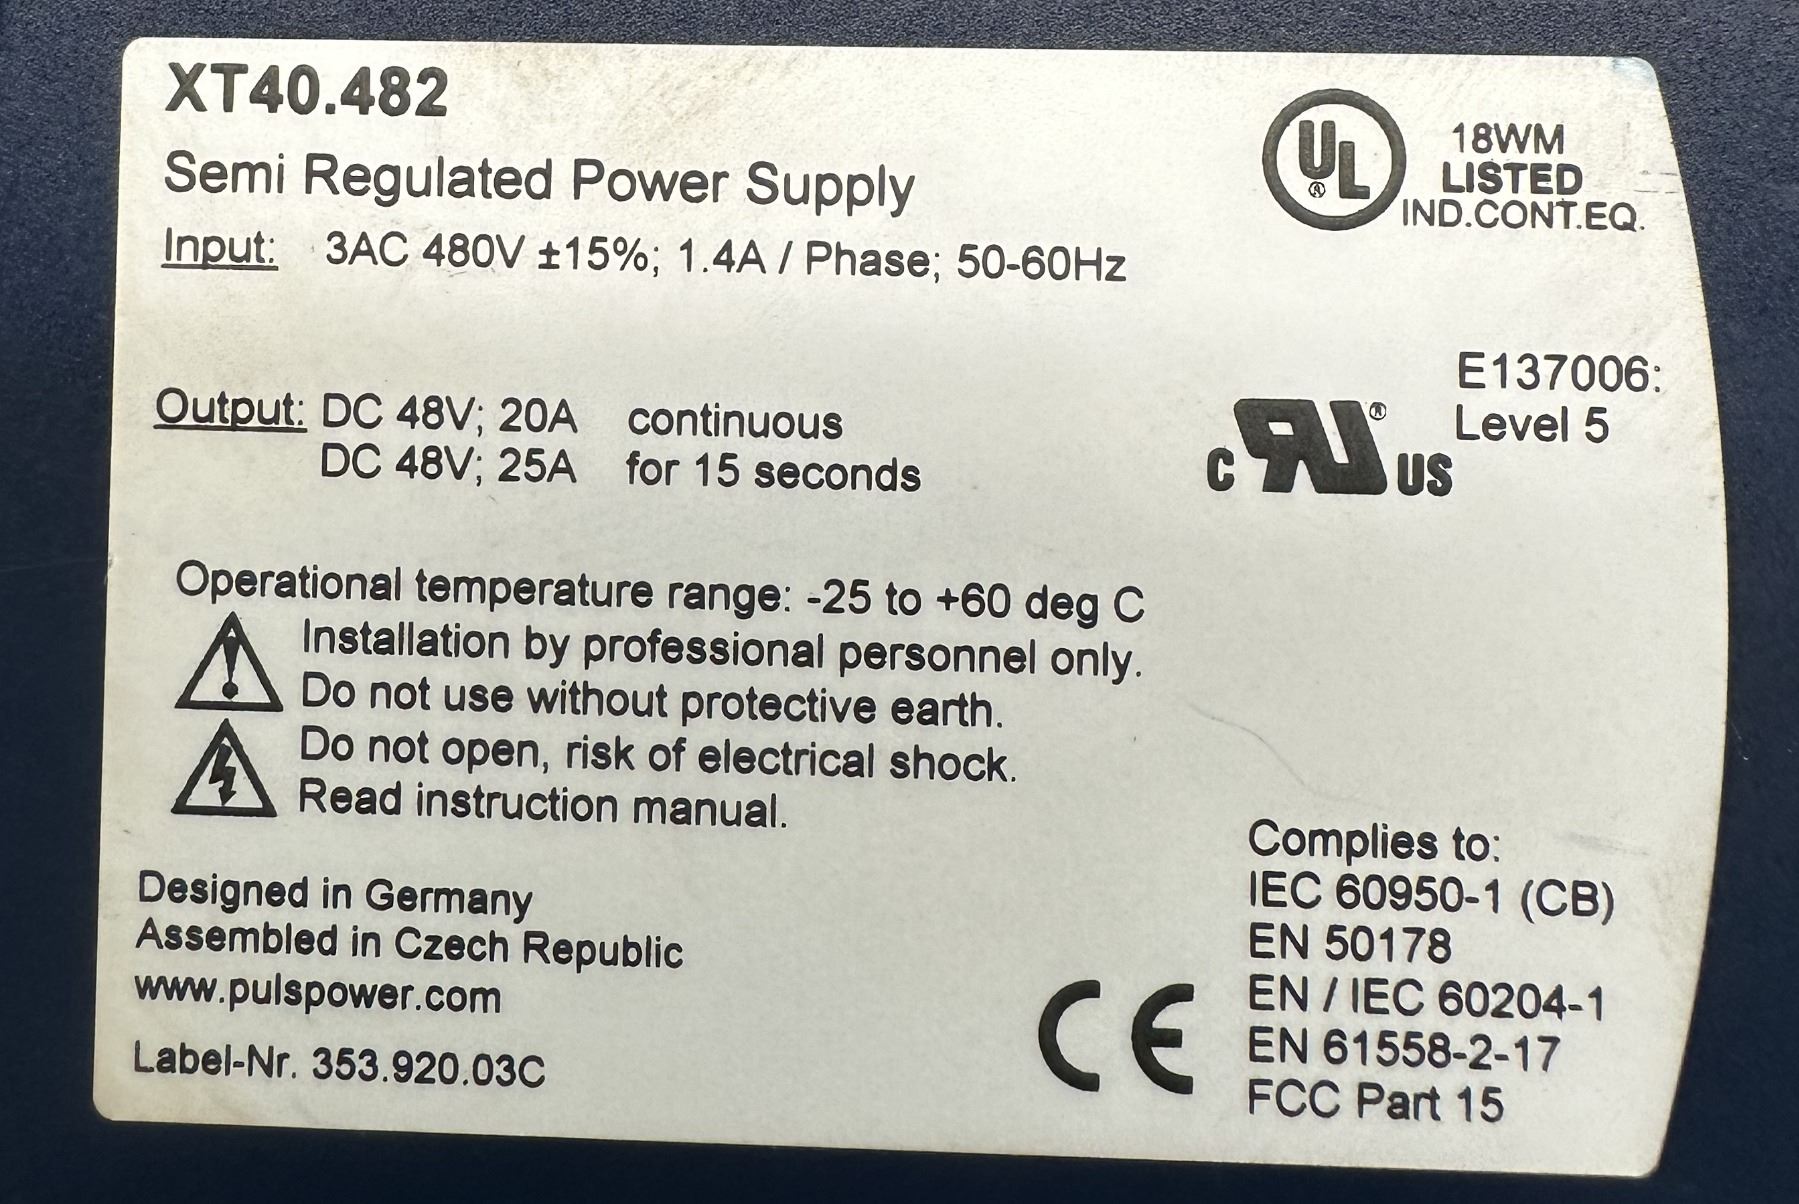 XT40.482
Semi Regulated Power Supply
Input: 3AC 480V ±15%; 1.4A / Phase; 50-60Hz
UL ®
18WM
LISTED
IND.CONT.EQ.
Output: DC 48V; 20A continuous
DC 48V; 25A for 15 seconds
E137006:
Level 5
C RU ® US
Operational temperature range: -25 to +60 deg C
Installation by professional personnel only.
Do not use without protective earth.
Do not open, risk of electrical shock.
Read instruction manual.
Designed in Germany
Assembled in Czech Republic
www.pulspower.com
Label-Nr. 353.920.03C
CE
Complies to:
IEC 60950-1 (CB)
EN 50178
EN / IEC 60204-1
EN 61558-2-17
FCC Part 15